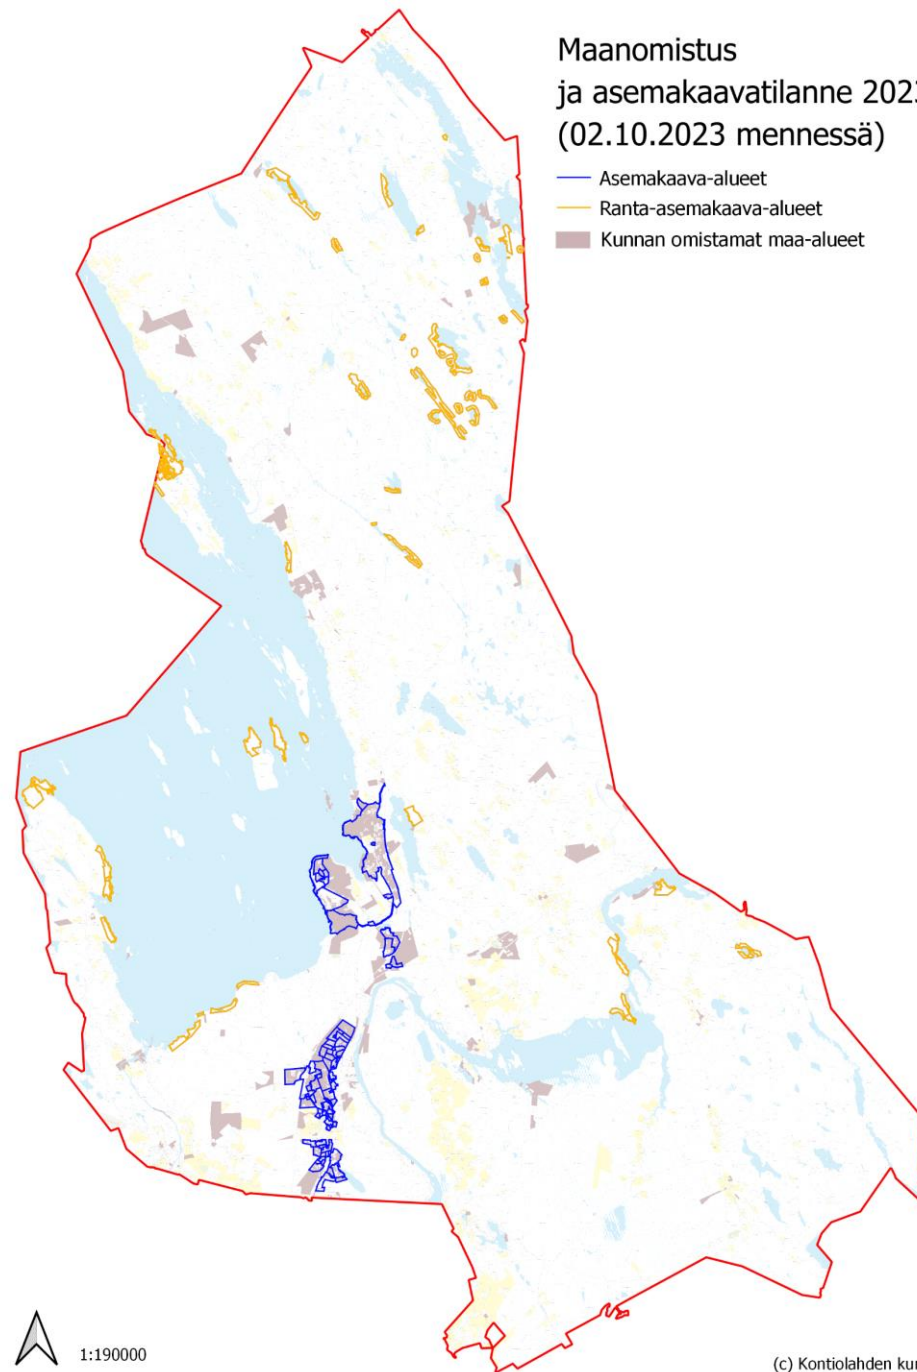 Maanomistus
ja asemakaavatilanne 2023
(02.10.2023 mennessä)
Asemakaava-alueet
Ranta-asemakaava-alueet
Kunnan omistamat maa-alueet
1:190000
(c) Kontiolahden kun